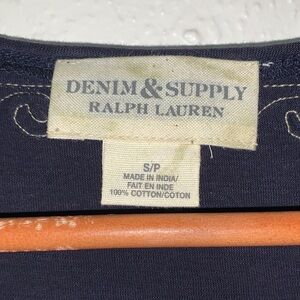 DENIM & SUPPLY
RALPH LAUREN
S/P
MADE IN INDIA/
FAIT EN INDE
100% COTTON/COTON